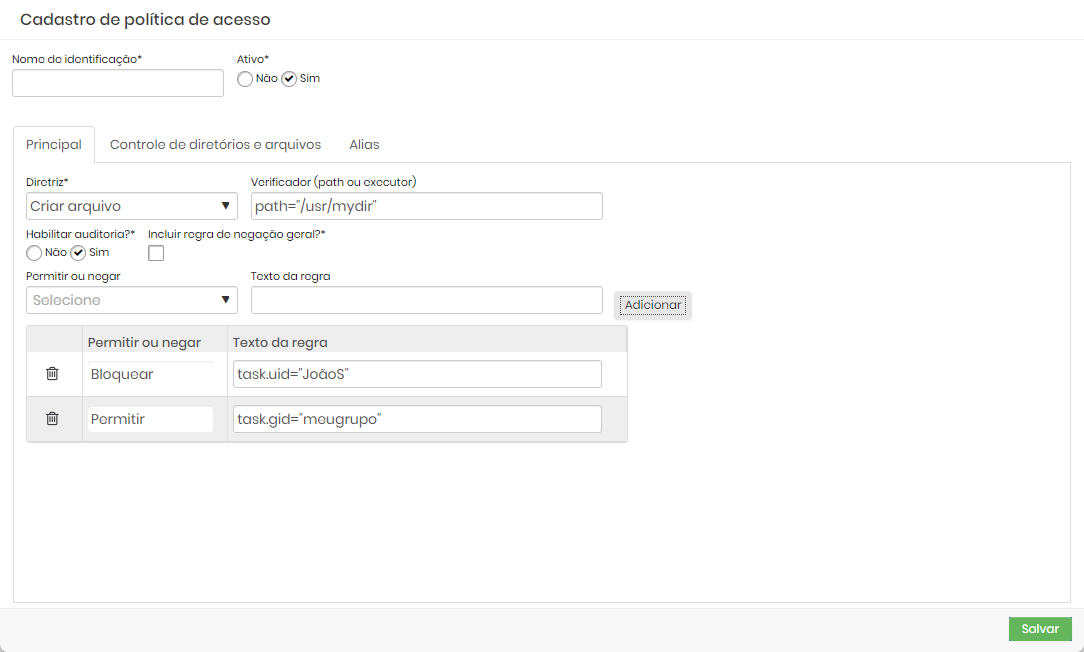 Cadastro de política de acesso
Nome de identificação* Ativo*
Não Sim
Principal Controle de diretórios e arquivos Alias
Diretriz* Verificador (path ou executor)
Criar arquivo path="/usr/mydir"
Habilitar auditoria?* Incluir regra de negação geral?*
Não Sim
Permitir ou negar Texto da regra
Selecione Adicionar
Permitir ou negar Texto da regra
Bloquear task.uid="JoãoS"
Permitir task.gid="meugrupo"
Salvar